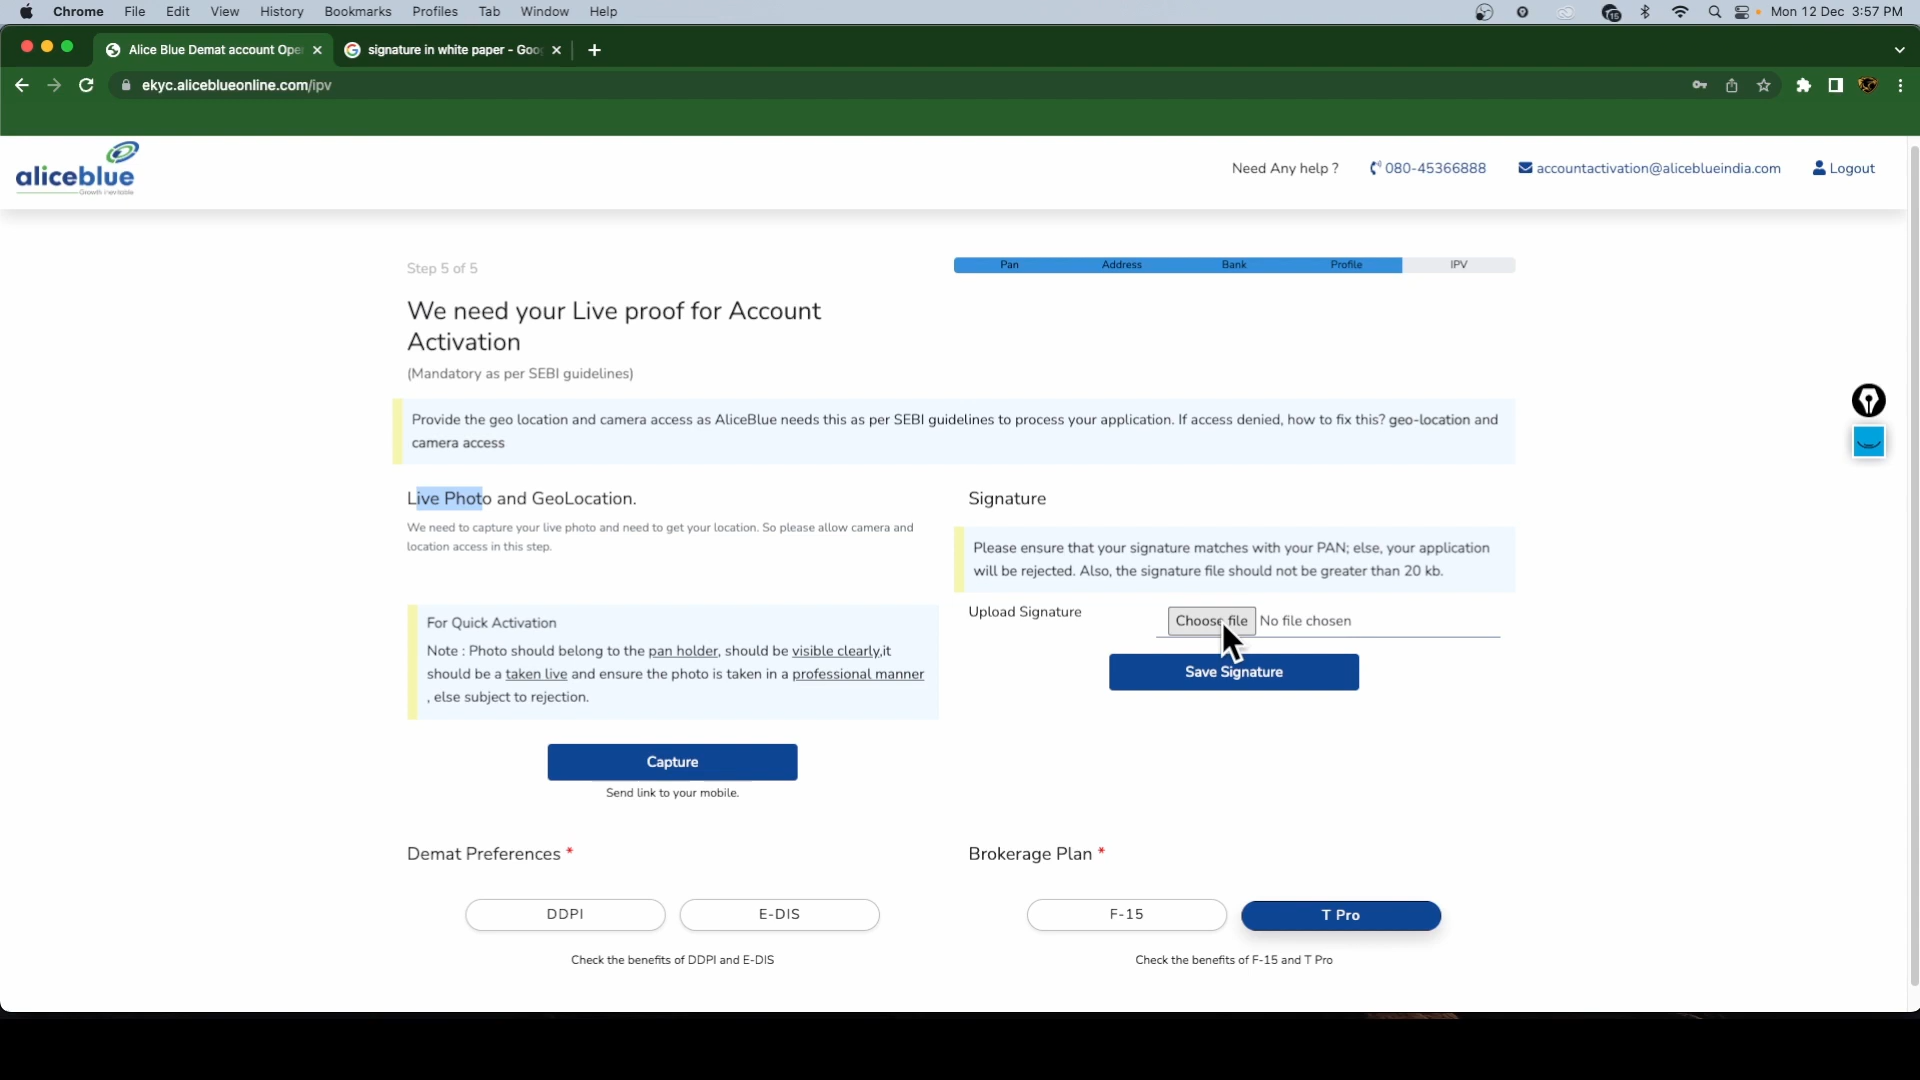 Chrome File Edit View History Bookmarks Profiles Tab Window Help
15
Mon 12 Dec 3:57 PM
Alice Blue Demat account Ope
signature in white paper - Goo
ekyc.aliceblueonline.com/ipv
aliceblue
Growth Inevitable
Need Any help ? 080-45366888 accountactivation@aliceblueindia.com Logout
Step 5 of 5
Pan Address Bank Profile IPV
We need your Live proof for Account
Activation
(Mandatory as per SEBI guidelines)
Provide the geo location and camera access as AliceBlue needs this as per SEBI guidelines to process your application. If access denied, how to fix this? geo-location and
camera access
Live Photo and GeoLocation.
We need to capture your live photo and need to get your location. So please allow camera and
location access in this step.
For Quick Activation
Note : Photo should belong to the pan holder, should be visible clearly,it
should be a taken live and ensure the photo is taken in a professional manner
, else subject to rejection.
Capture
Send link to your mobile.
Signature
Please ensure that your signature matches with your PAN; else, your application
will be rejected. Also, the signature file should not be greater than 20 kb.
Upload Signature
Choose file No file chosen
Save Signature
Demat Preferences *
DDPI E-DIS
Check the benefits of DDPI and E-DIS
Brokerage Plan *
F-15 T Pro
Check the benefits of F-15 and T Pro